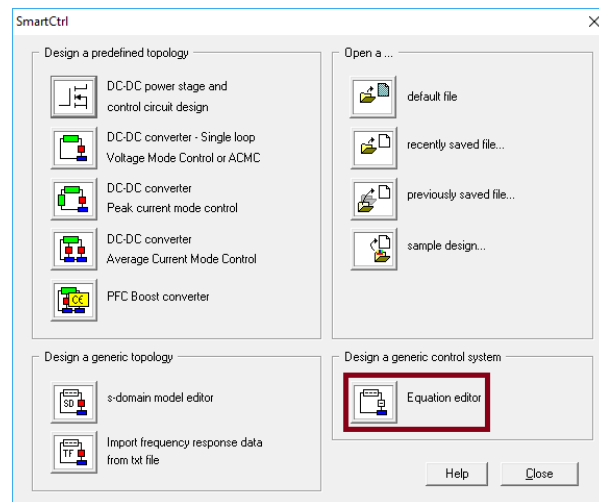 SmartCtrl
Design a predefined topology
DC-DC power stage and
control circuit design
DC-DC converter - Single loop
Voltage Mode Control or ACMC
DC-DC converter
Peak current mode control
DC-DC converter
Average Current Mode Control
C€
PFC Boost converter
Open a ...
default file
recently saved file...
previously saved file...
sample design...
Design a generic topology
SD
s-domain model editor
TF
Import frequency response data
from txt file
Design a generic control system
Equation editor
Help
Close